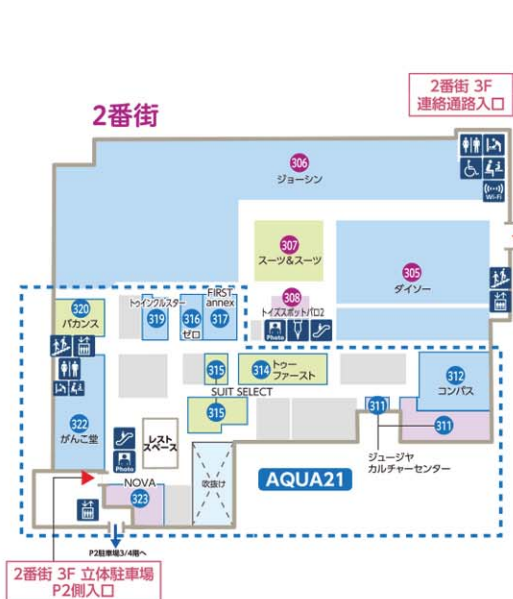 2番街 3F
連絡通路入口
2番街
Wi-Fi
306
ジョーシン
307
スーツ&スーツ
305
ダイソー
308
トイズスポットパロ2
Photo
FIRST
annex
トゥインクルスター
319
316
ゼロ
317
320
バカンス
315
314
トゥー
ファースト
SUIT SELECT
315
312
コンパス
311
311
ジュージヤ
カルチャーセンター
322
がんこ堂
Photo
レスト
スペース
吹抜け
AQUA21
NOVA
323
P2駐車場3/4階へ
2番街 3F 立体駐車場
P2側入口